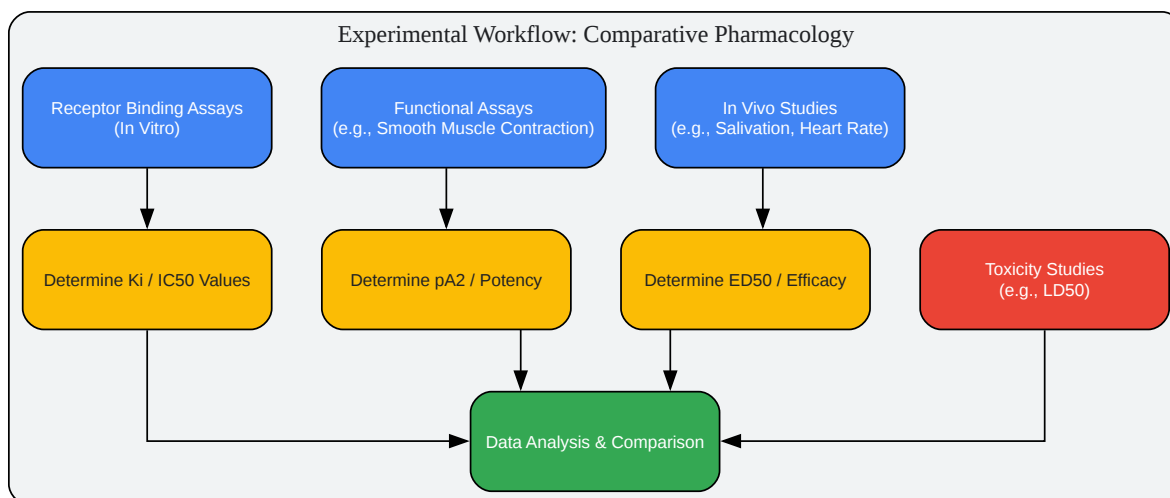 Experimental Workflow: Comparative Pharmacology
Receptor Binding Assays
(In Vitro)
Functional Assays
(e.g., Smooth Muscle Contraction)
In Vivo Studies
(e.g., Salivation, Heart Rate)
Determine Ki / IC50 Values
Determine pA2 / Potency
Determine ED50 / Efficacy
Toxicity Studies
(e.g., LD50)
Data Analysis & Comparison